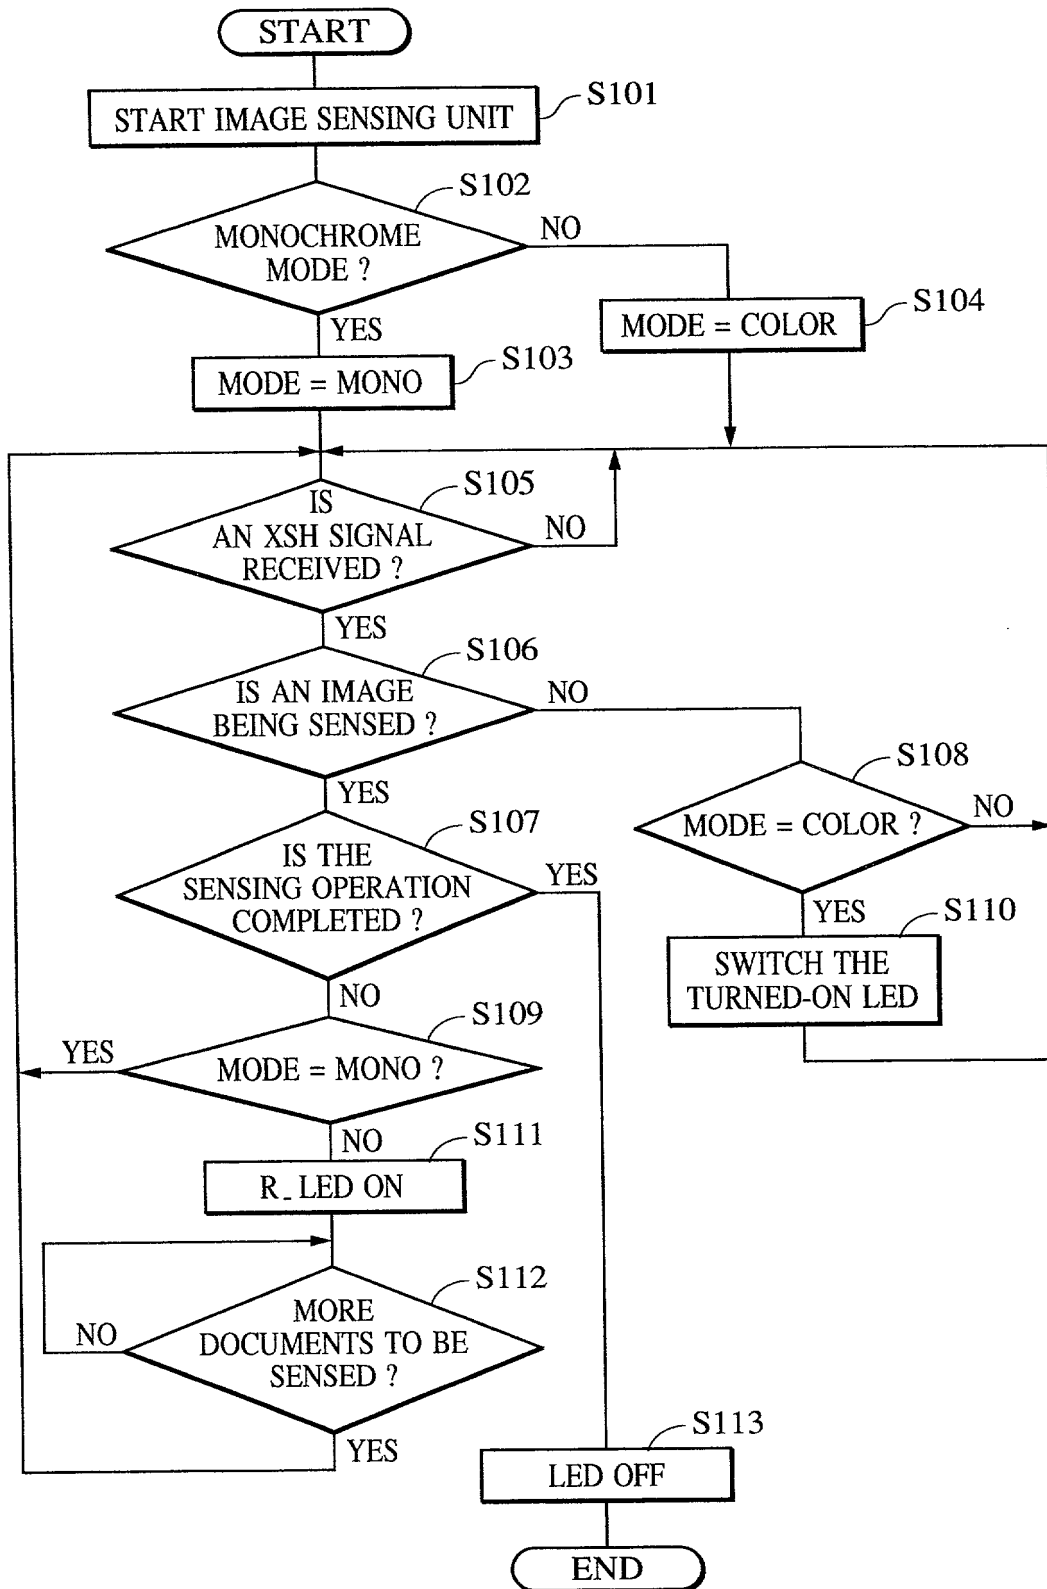 START
START IMAGE SENSING UNIT
S101
S102
MONOCHROME
MODE ?
NO
YES
MODE = COLOR
S104
MODE = MONO
S103
S105
IS
AN XSH SIGNAL
RECEIVED ?
NO
YES
S106
IS AN IMAGE
BEING SENSED ?
NO
YES
S108
MODE = COLOR ?
NO
YES
S107
IS THE
SENSING OPERATION
COMPLETED ?
YES
NO
S110
SWITCH THE
TURNED-ON LED
S109
YES
MODE = MONO ?
NO
S111
R_LED ON
S112
MORE
DOCUMENTS TO BE
SENSED ?
NO
YES
S113
LED OFF
END